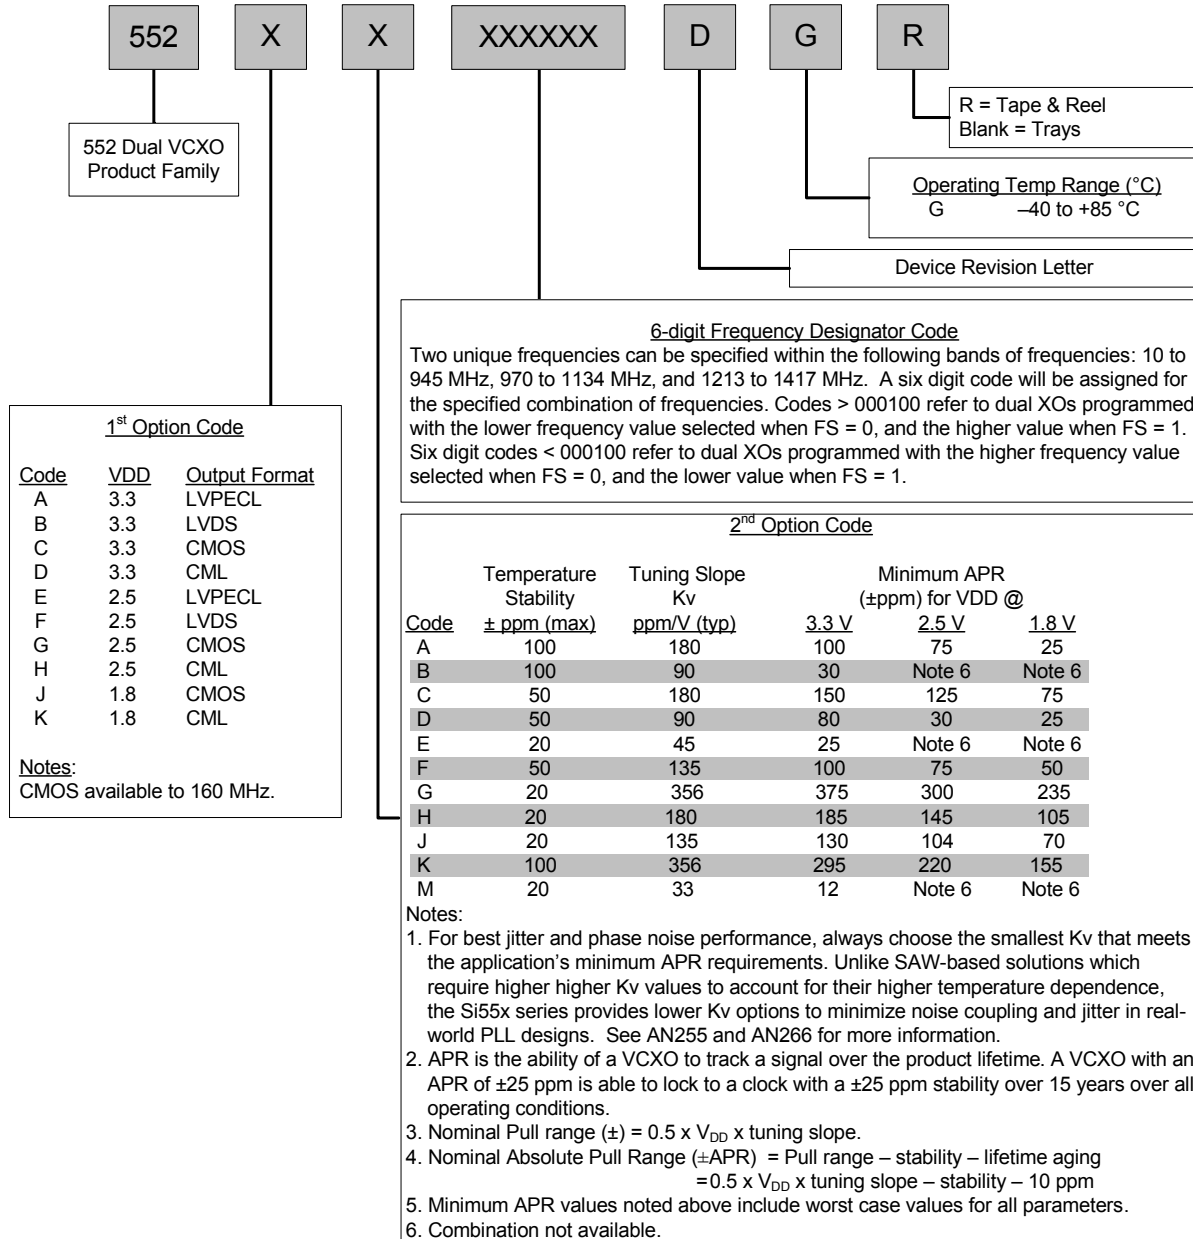 552 X X XXXXXX D G R
552 Dual VCXO
Product Family
R = Tape & Reel
Blank = Trays
Operating Temp Range (°C)
G –40 to +85 °C
Device Revision Letter
6-digit Frequency Designator Code
Two unique frequencies can be specified within the following bands of frequencies: 10 to
945 MHz, 970 to 1134 MHz, and 1213 to 1417 MHz. A six digit code will be assigned for
the specified combination of frequencies. Codes > 000100 refer to dual XOs programmed
with the lower frequency value selected when FS = 0, and the higher value when FS = 1.
Six digit codes < 000100 refer to dual XOs programmed with the higher frequency value
selected when FS = 0, and the lower value when FS = 1.
1st Option Code
Code VDD Output Format
A 3.3 LVPECL
B 3.3 LVDS
C 3.3 CMOS
D 3.3 CML
E 2.5 LVPECL
F 2.5 LVDS
G 2.5 CMOS
H 2.5 CML
J 1.8 CMOS
K 1.8 CML
Notes:
CMOS available to 160 MHz.
2nd Option Code
Temperature Tuning Slope Minimum APR
Stability Kv (±ppm) for VDD @
Code ± ppm (max) ppm/V (typ) 3.3 V 2.5 V 1.8 V
A 100 180 100 75 25
B 100 90 30 Note 6 Note 6
C 50 180 150 125 75
D 50 90 80 30 25
E 20 45 25 Note 6 Note 6
F 50 135 100 75 50
G 20 356 375 300 235
H 20 180 185 145 105
J 20 135 130 104 70
K 100 356 295 220 155
M 20 33 12 Note 6 Note 6
Notes:
1. For best jitter and phase noise performance, always choose the smallest Kv that meets
the application's minimum APR requirements. Unlike SAW-based solutions which
require higher higher Kv values to account for their higher temperature dependence,
the Si55x series provides lower Kv options to minimize noise coupling and jitter in real-
world PLL designs. See AN255 and AN266 for more information.
2. APR is the ability of a VCXO to track a signal over the product lifetime. A VCXO with an
APR of ±25 ppm is able to lock to a clock with a ±25 ppm stability over 15 years over all
operating conditions.
3. Nominal Pull range (±) = 0.5 x VDD x tuning slope.
4. Nominal Absolute Pull Range (±APR) = Pull range – stability – lifetime aging
= 0.5 x VDD x tuning slope – stability – 10 ppm
5. Minimum APR values noted above include worst case values for all parameters.
6. Combination not available.